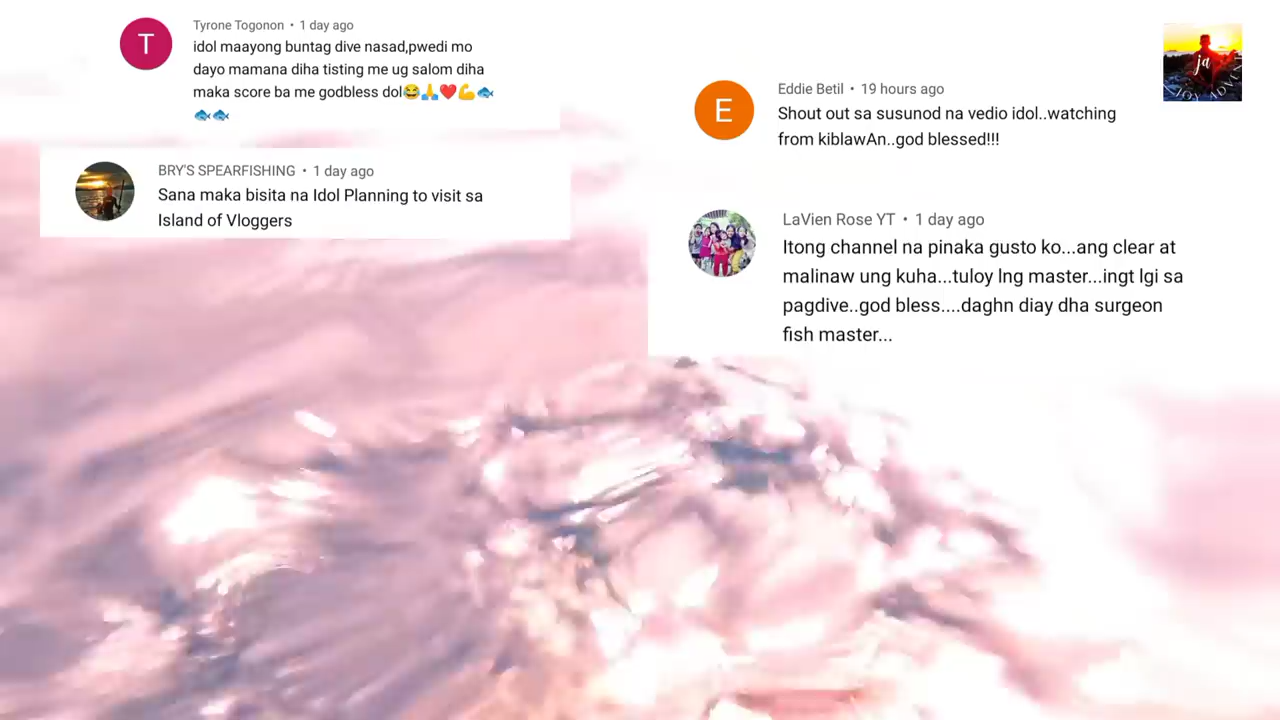 T
Tyrone Togonon • 1 day ago
idol maayong buntag dive nasad,pwedi mo
dayo mamana diha tisting me ug salom diha
maka score ba me godbless dol😂🙏❤️💪🐟
🐟🐟
BRY'S SPEARFISHING • 1 day ago
Sana maka bisita na Idol Planning to visit sa
Island of Vloggers
E
Eddie Betil • 19 hours ago
Shout out sa susunod na vedio idol..watching
from kiblawAn..god blessed!!!
LaVien Rose YT • 1 day ago
Itong channel na pinaka gusto ko...ang clear at
malinaw ung kuha...tuloy lng master...ingt lgi sa
pagdive..god bless....daghn diay dha surgeon
fish master...
ja